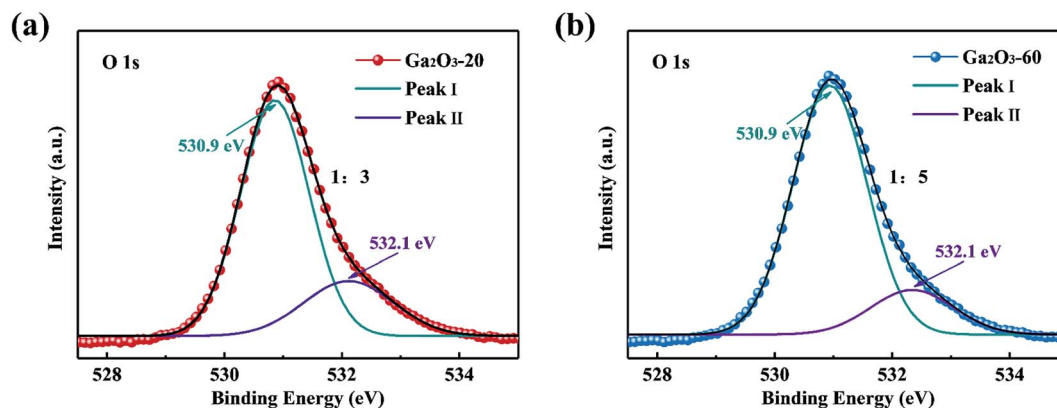 (a)
O 1s
Ga₂O₃-20
Peak I
Peak II
530.9 eV
1: 3
532.1 eV
Intensity (a.u.)
528
530
532
534
Binding Energy (eV)
(b)
O 1s
Ga₂O₃-60
Peak I
Peak II
530.9 eV
1: 5
532.1 eV
Intensity (a.u.)
528
530
532
534
Binding Energy (eV)